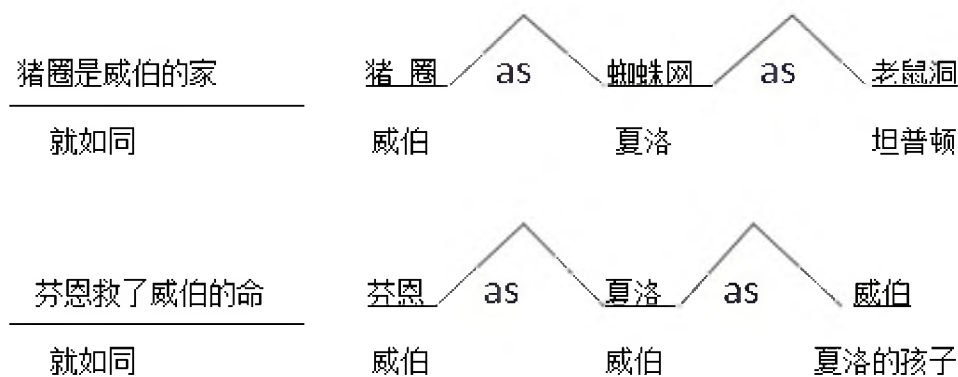 猪圈是威伯的家 猪 圈 as 蜘蛛网 as 老鼠洞
就如同 威伯 夏洛 坦普顿
芬恩救了威伯的命 芬恩 as 夏洛 as 威伯
就如同 威伯 威伯 夏洛的孩子